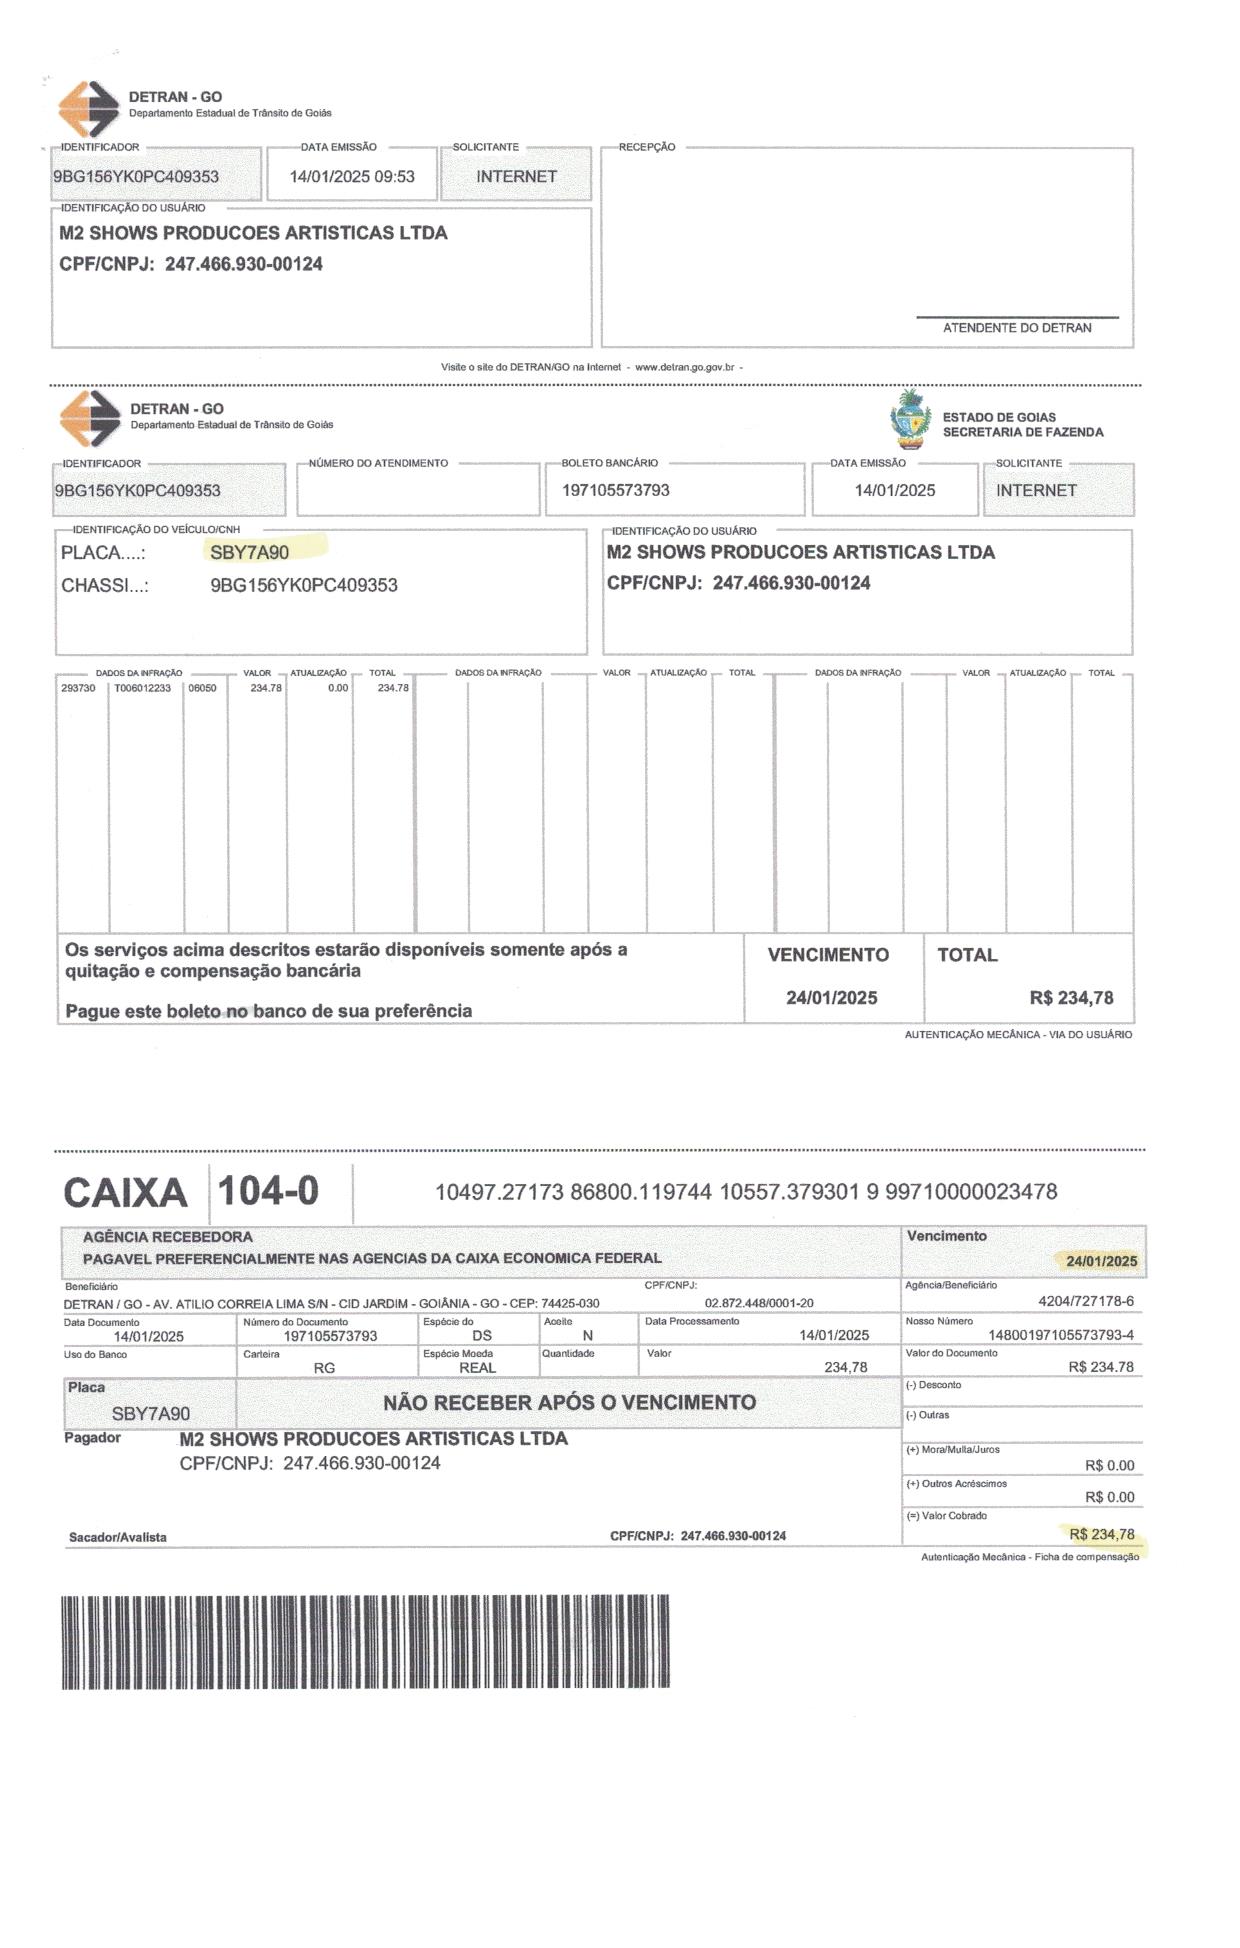 DETRAN - GO
Departamento Estadual de Trânsito de Goiás
IDENTIFICADOR DATA EMISSÃO SOLICITANTE RECEPÇÃO
9BG156YK0PC409353 14/01/2025 09:53 INTERNET
IDENTIFICAÇÃO DO USUÁRIO
M2 SHOWS PRODUCOES ARTISTICAS LTDA
CPF/CNPJ: 247.466.930-00124
ATENDENTE DO DETRAN
Visite o site do DETRAN/GO na Internet - www.detran.go.gov.br -
DETRAN - GO
Departamento Estadual de Trânsito de Goiás
ESTADO DE GOIAS
SECRETARIA DE FAZENDA
IDENTIFICADOR NÚMERO DO ATENDIMENTO BOLETO BANCÁRIO DATA EMISSÃO SOLICITANTE
9BG156YK0PC409353 197105573793 14/01/2025 INTERNET
IDENTIFICAÇÃO DO VEÍCULO/CNH IDENTIFICAÇÃO DO USUÁRIO
PLACA....: SBY7A90 M2 SHOWS PRODUCOES ARTISTICAS LTDA
CHASSI...: 9BG156YK0PC409353 CPF/CNPJ: 247.466.930-00124
DADOS DA INFRAÇÃO VALOR ATUALIZAÇÃO TOTAL DADOS DA INFRAÇÃO VALOR ATUALIZAÇÃO TOTAL DADOS DA INFRAÇÃO VALOR ATUALIZAÇÃO TOTAL
293730 T006012233 06050 234.78 0.00 234.78
Os serviços acima descritos estarão disponíveis somente após a
quitação e compensação bancária
Pague este boleto no banco de sua preferência
VENCIMENTO TOTAL
24/01/2025 R$ 234,78
AUTENTICAÇÃO MECÂNICA - VIA DO USUÁRIO
CAIXA 104-0 10497.27173 86800.119744 10557.379301 9 99710000023478
AGÊNCIA RECEBEDORA Vencimento
PAGAVEL PREFERENCIALMENTE NAS AGENCIAS DA CAIXA ECONOMICA FEDERAL 24/01/2025
Beneficiário CPF/CNPJ: Agência/Beneficiário
DETRAN / GO - AV. ATILIO CORREIA LIMA S/N - CID JARDIM - GOIÂNIA - GO - CEP: 74425-030 02.872.448/0001-20 4204/727178-6
Data Documento Número do Documento Espécie do Aceite Data Processamento Nosso Número
14/01/2025 197105573793 DS N 14/01/2025 14800197105573793-4
Uso do Banco Carteira Espécie Moeda Quantidade Valor Valor do Documento
RG REAL 234,78 R$ 234.78
Placa (-) Desconto
SBY7A90 NÃO RECEBER APÓS O VENCIMENTO
(-) Outras
Pagador M2 SHOWS PRODUCOES ARTISTICAS LTDA
CPF/CNPJ: 247.466.930-00124
(+) Mora/Multa/Juros
R$ 0.00
(+) Outros Acréscimos
R$ 0.00
(=) Valor Cobrado
R$ 234,78
Sacador/Avalista CPF/CNPJ: 247.466.930-00124
Autenticação Mecânica - Ficha de compensação